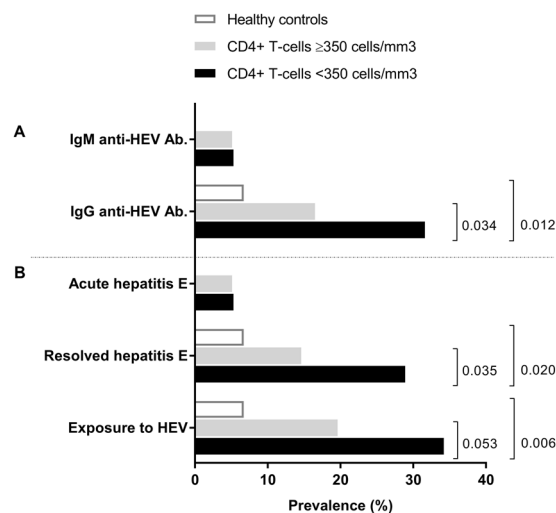 Healthy controls
CD4+ T-cells ≥350 cells/mm3
CD4+ T-cells <350 cells/mm3
A
IgM anti-HEV Ab.
IgG anti-HEV Ab.
0.034
0.012
B
Acute hepatitis E
Resolved hepatitis E
0.035
0.020
Exposure to HEV
0.053
0.006
0 10 20 30 40
Prevalence (%)